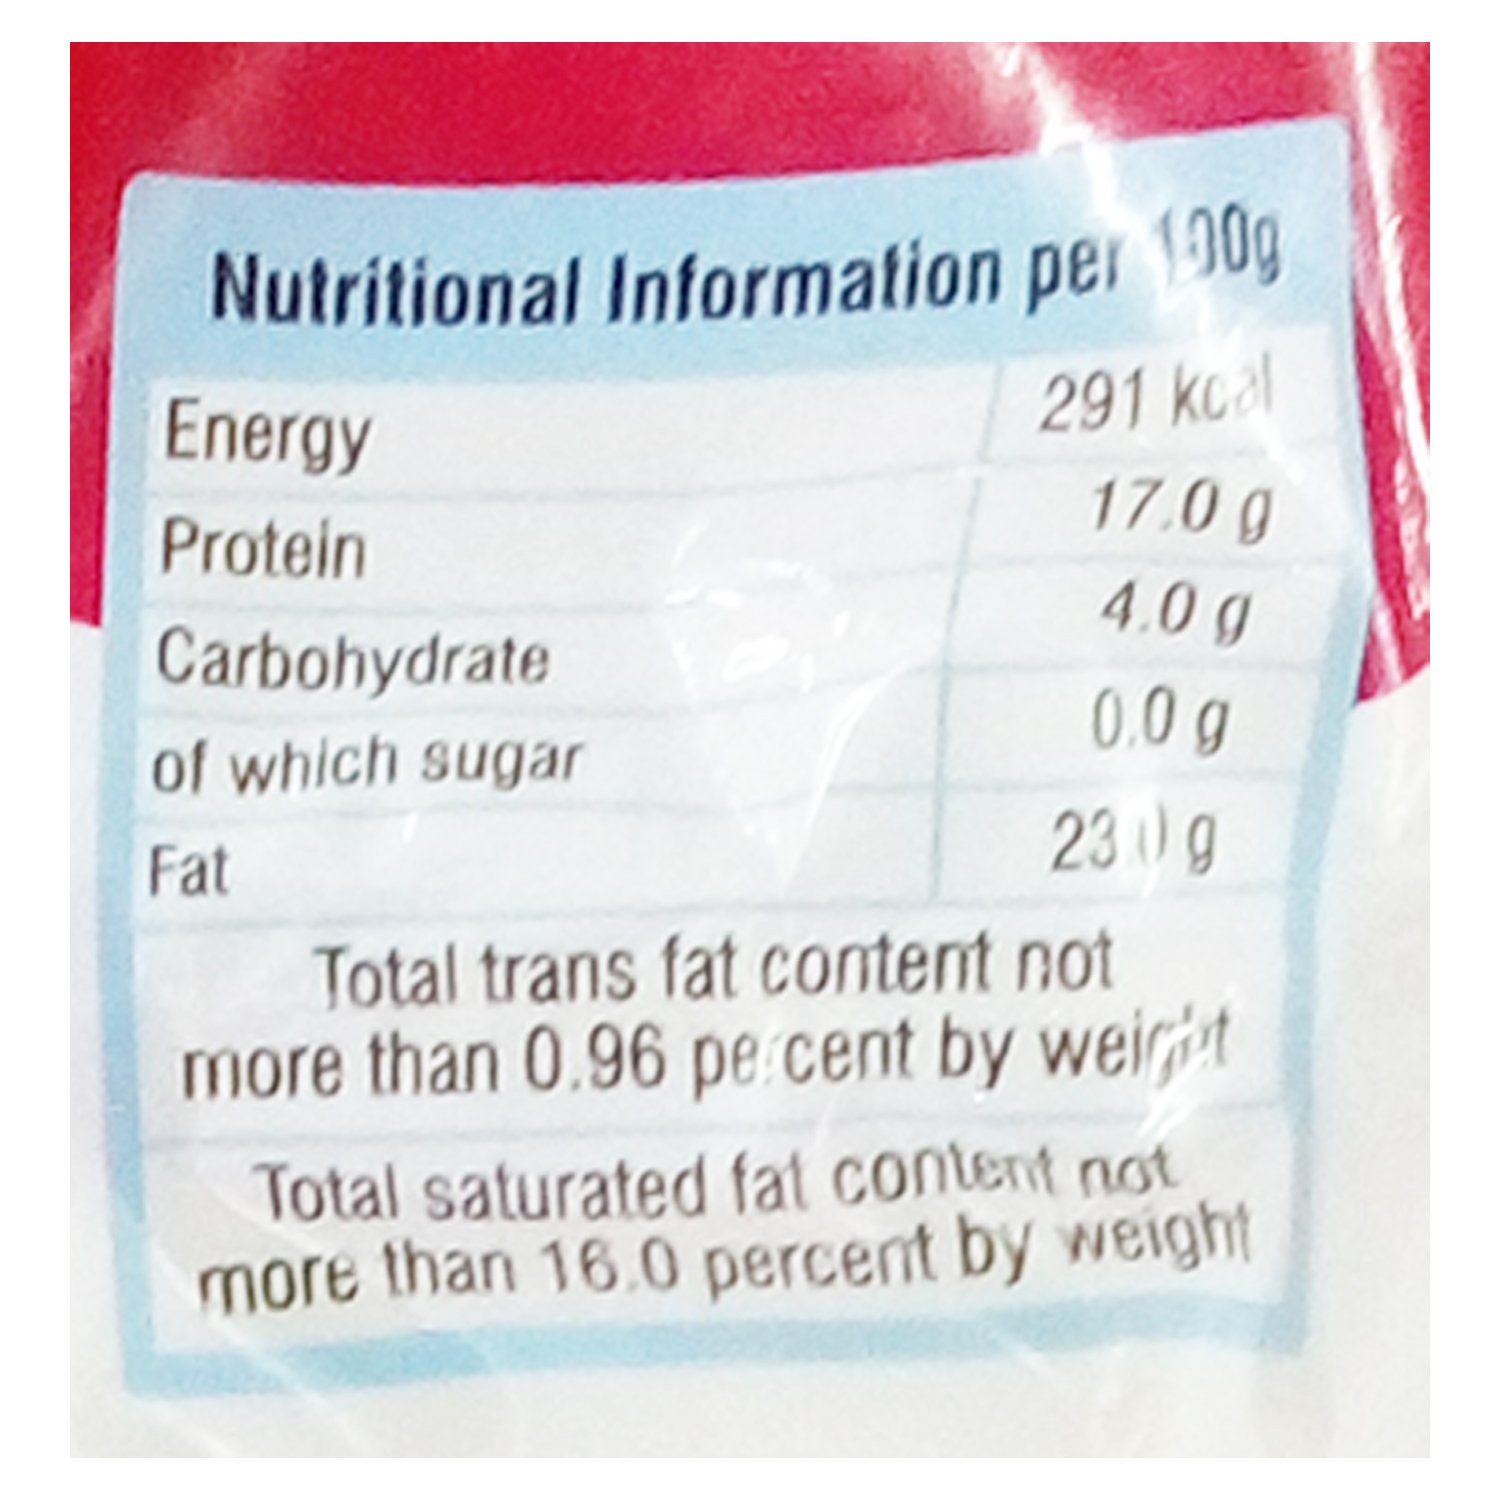 Nutritional Information per 100g
Energy 291 kcal
Protein 17.0 g
Carbohydrate 4.0 g
of which sugar 0.0 g
Fat 23.0 g
Total trans fat content not
more than 0.96 percent by weight
Total saturated fat content not
more than 16.0 percent by weight